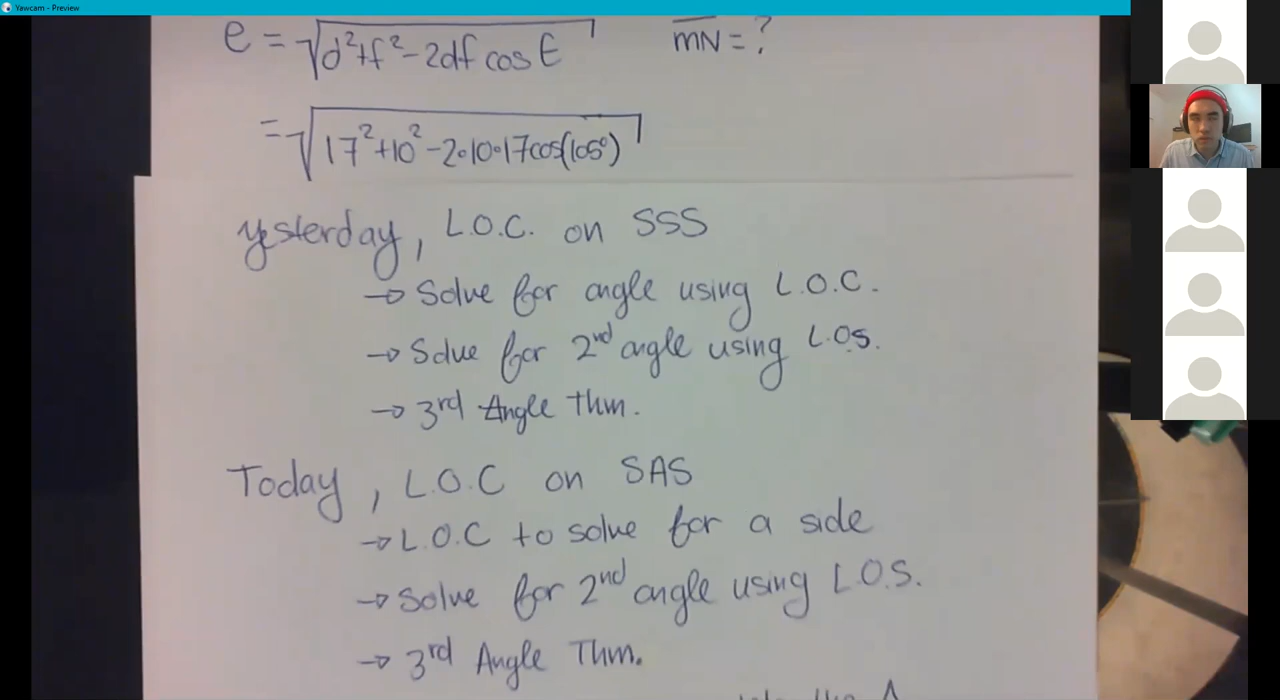 Yawcam - Preview
e = √d²+f²-2df cos E
mN = ?
= √17²+10²-2•10•17cos(105°)
yesterday, L.O.C. on SSS
→ Solve for angle using L.O.C.
→ Solve for 2nd angle using L.O.S.
→ 3rd Angle Thm.
Today, L.O.C on SAS
→ L.O.C to solve for a side
→ Solve for 2nd angle using L.O.S.
→ 3rd Angle Thm.